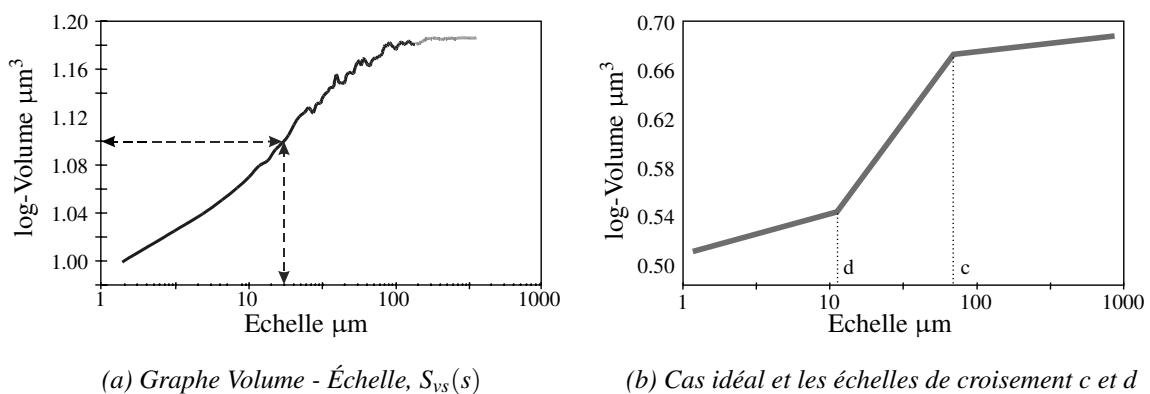 1.20
1.16
1.12
1.08
1.04
1.00
log-Volume μm³
1
10
100
1000
Echelle μm
(a) Graphe Volume - Échelle, Svs(s)
0.70
0.66
0.62
0.58
0.54
0.50
log-Volume μm³
d
c
1
10
100
1000
Echelle μm
(b) Cas idéal et les échelles de croisement c et d